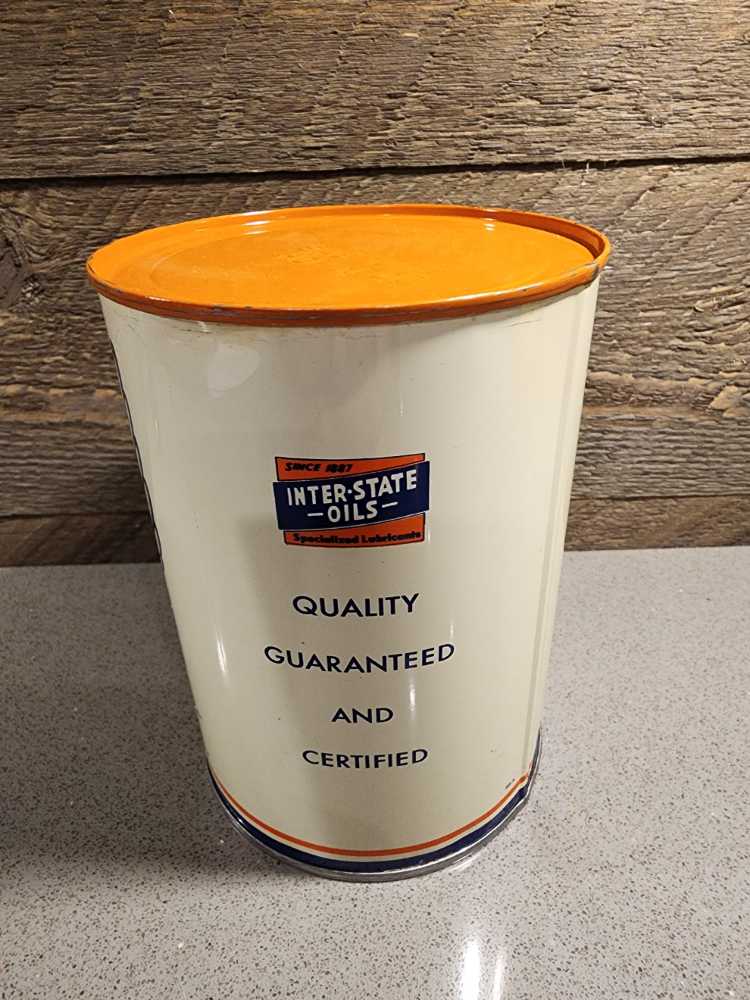 SINCE 1887
INTER-STATE
—OILS—
Specialized Lubricants
QUALITY
GUARANTEED
AND
CERTIFIED